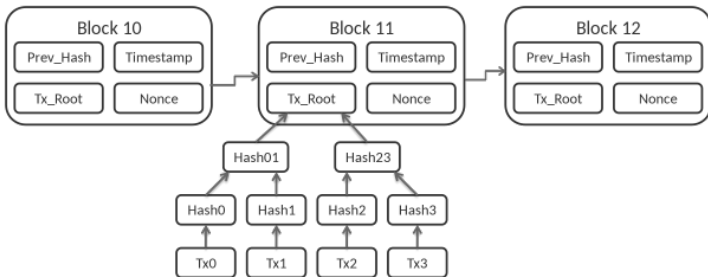 Block 10 Block 11 Block 12
Prev_Hash Timestamp Prev_Hash Timestamp Prev_Hash Timestamp
Tx_Root Nonce Tx_Root Nonce Tx_Root Nonce
Hash01 Hash23
Hash0 Hash1 Hash2 Hash3
Tx0 Tx1 Tx2 Tx3